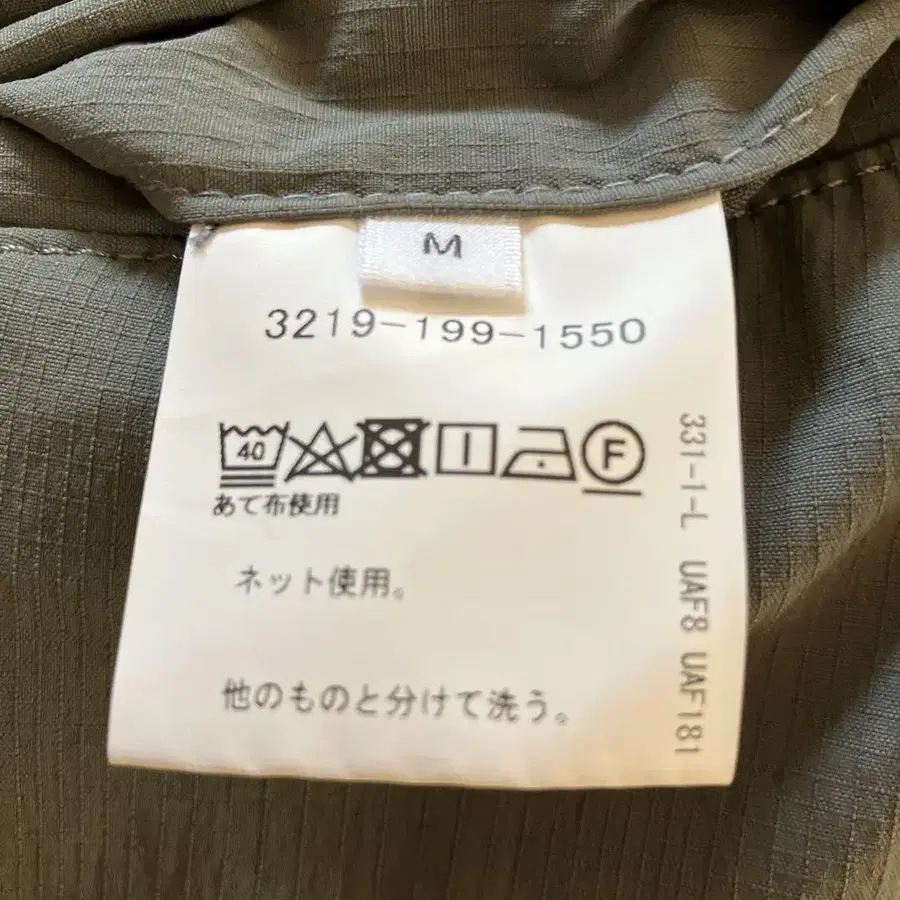 M
3219-199-1550
40
F
あて布使用
ネット使用。
他のものと分けて洗う。
331-1-L UAF8 UAF181